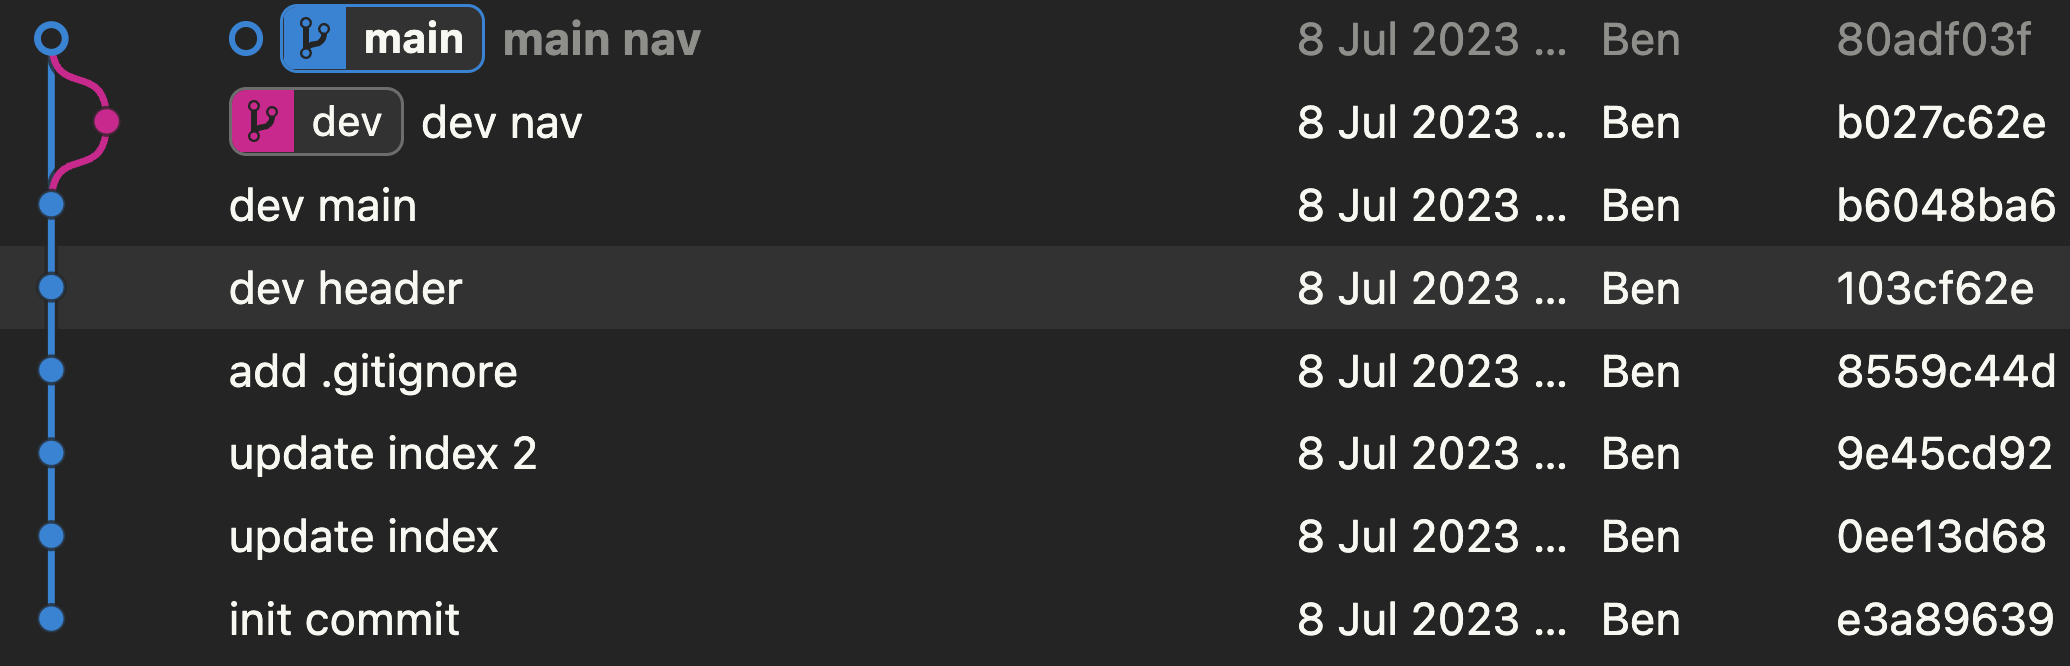 main main nav 8 Jul 2023 ... Ben 80adf03f
dev dev nav 8 Jul 2023 ... Ben b027c62e
dev main 8 Jul 2023 ... Ben b6048ba6
dev header 8 Jul 2023 ... Ben 103cf62e
add .gitignore 8 Jul 2023 ... Ben 8559c44d
update index 2 8 Jul 2023 ... Ben 9e45cd92
update index 8 Jul 2023 ... Ben 0ee13d68
init commit 8 Jul 2023 ... Ben e3a89639